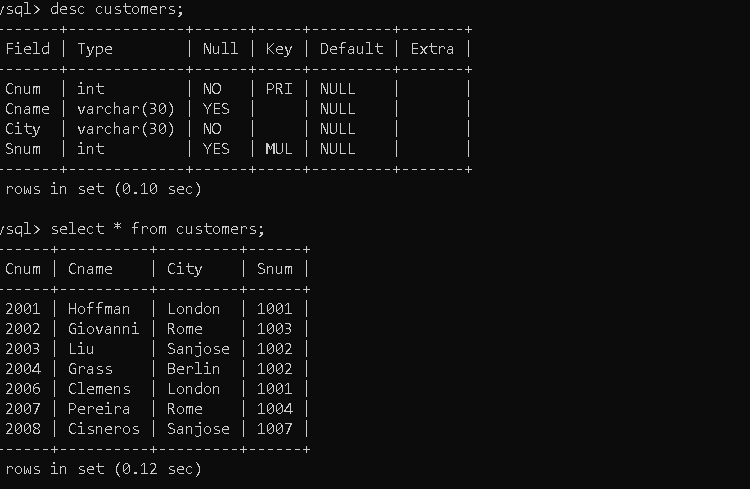 ysql> desc customers;
------+-------------+------+-----+---------+-------+
Field | Type        | Null | Key | Default | Extra |
------+-------------+------+-----+---------+-------+
Cnum  | int         | NO   | PRI | NULL    |       |
Cname | varchar(30) | YES  |     | NULL    |       |
City  | varchar(30) | NO   |     | NULL    |       |
Snum  | int         | YES  | MUL | NULL    |       |
------+-------------+------+-----+---------+-------+
rows in set (0.10 sec)
ysql> select * from customers;
-----+----------+---------+------+
Cnum | Cname    | City    | Snum |
-----+----------+---------+------+
2001 | Hoffman  | London  | 1001 |
2002 | Giovanni | Rome    | 1003 |
2003 | Liu      | Sanjose | 1002 |
2004 | Grass    | Berlin  | 1002 |
2006 | Clemens  | London  | 1001 |
2007 | Pereira  | Rome    | 1004 |
2008 | Cisneros | Sanjose | 1007 |
-----+----------+---------+------+
rows in set (0.12 sec)